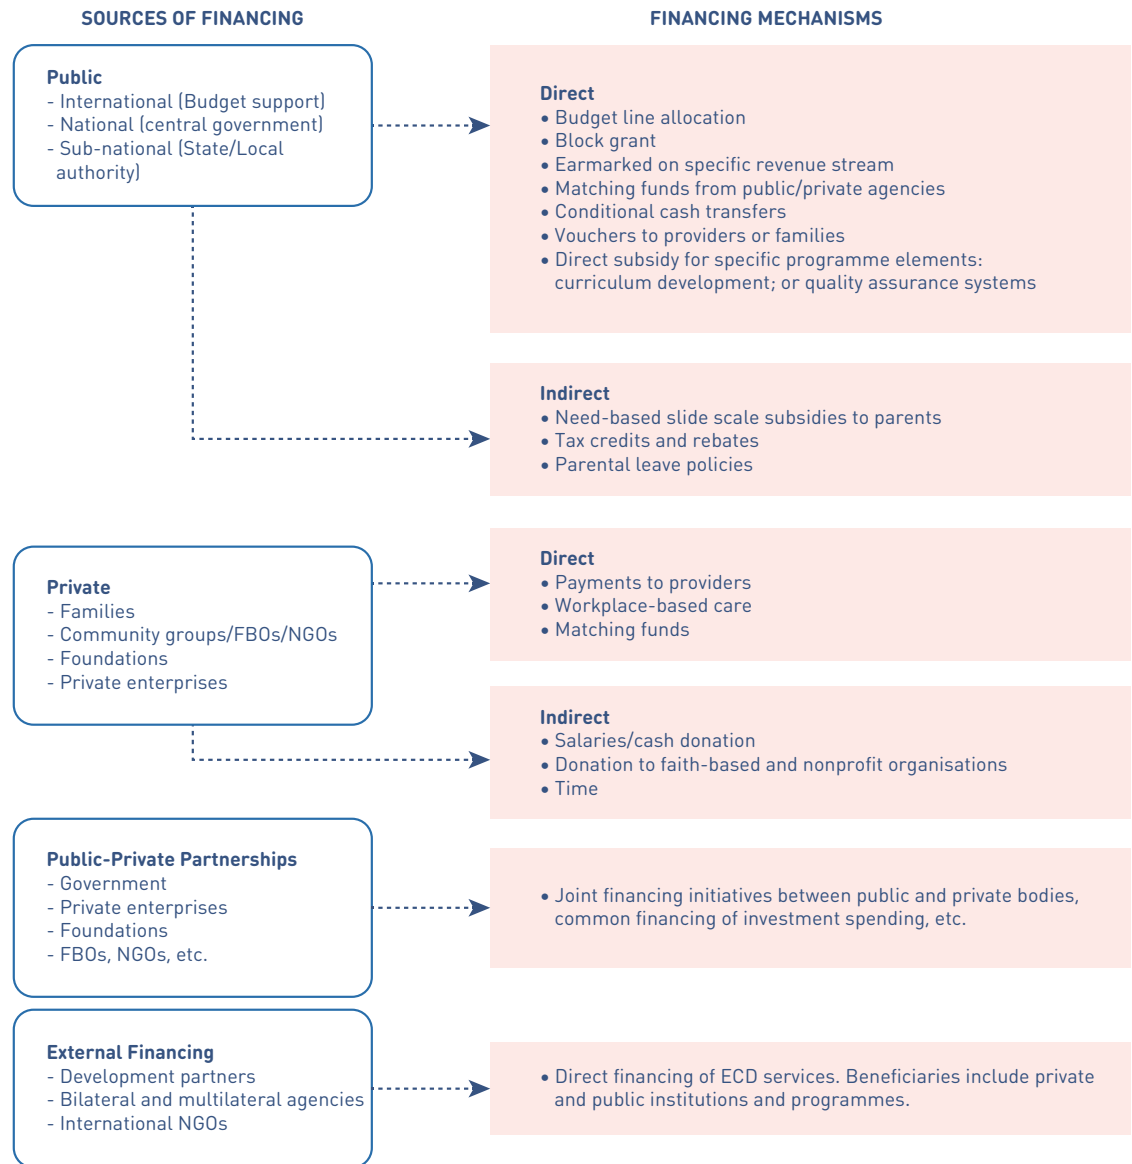 SOURCES OF FINANCING
FINANCING MECHANISMS
Public
- International (Budget support)
- National (central government)
- Sub-national (State/Local
authority)
Direct
• Budget line allocation
• Block grant
• Earmarked on specific revenue stream
• Matching funds from public/private agencies
• Conditional cash transfers
• Vouchers to providers or families
• Direct subsidy for specific programme elements:
curriculum development; or quality assurance systems
Indirect
• Need-based slide scale subsidies to parents
• Tax credits and rebates
• Parental leave policies
Private
- Families
- Community groups/FBOs/NGOs
- Foundations
- Private enterprises
Direct
• Payments to providers
• Workplace-based care
• Matching funds
Indirect
• Salaries/cash donation
• Donation to faith-based and nonprofit organisations
• Time
Public-Private Partnerships
- Government
- Private enterprises
- Foundations
- FBOs, NGOs, etc.
• Joint financing initiatives between public and private bodies,
common financing of investment spending, etc.
External Financing
- Development partners
- Bilateral and multilateral agencies
- International NGOs
• Direct financing of ECD services. Beneficiaries include private
and public institutions and programmes.